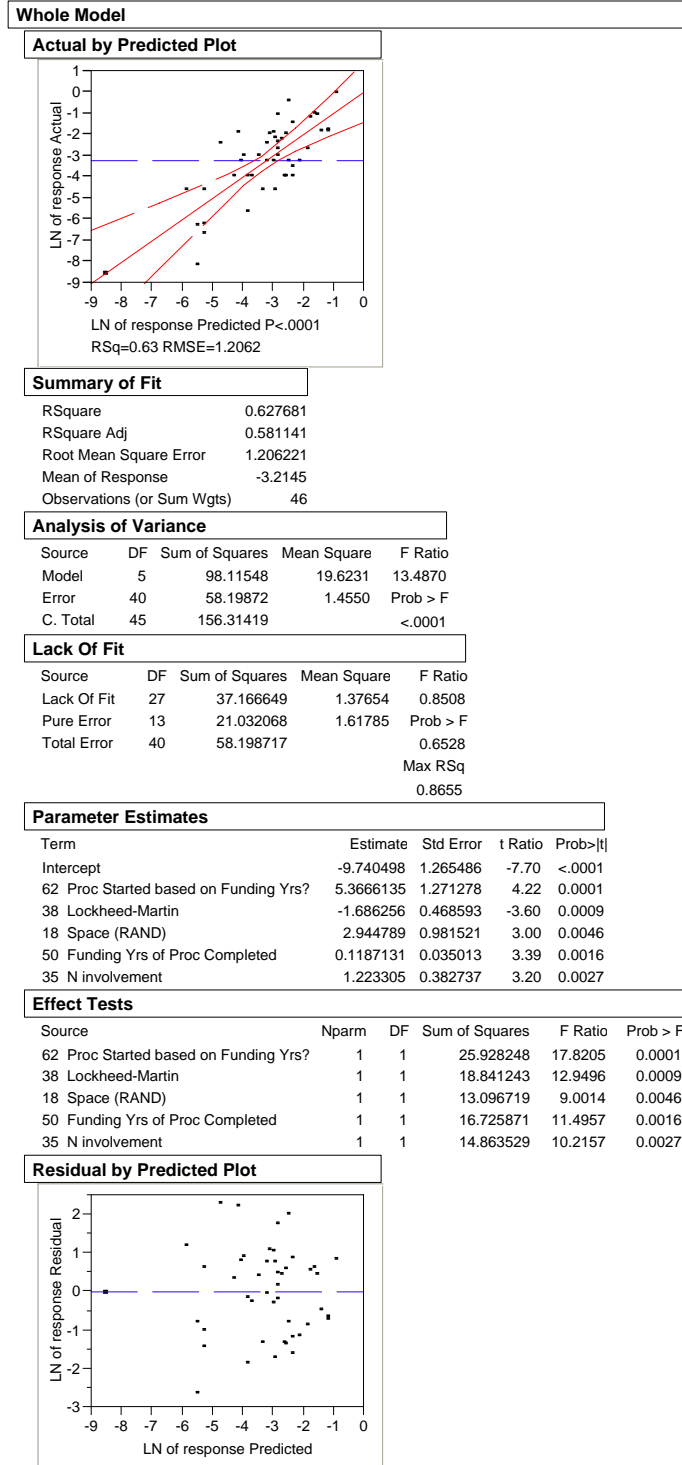 Whole Model
Actual by Predicted Plot
1
0
-1
-2
-3
-4
-5
-6
-7
-8
-9
LN of response Actual
-9 -8 -7 -6 -5 -4 -3 -2 -1 0
LN of response Predicted P<.0001
RSq=0.63 RMSE=1.2062
Summary of Fit
RSquare 0.627681
RSquare Adj 0.581141
Root Mean Square Error 1.206221
Mean of Response -3.2145
Observations (or Sum Wgts) 46
Analysis of Variance
Source DF Sum of Squares Mean Square F Ratio
Model 5 98.11548 19.6231 13.4870
Error 40 58.19872 1.4550 Prob > F
C. Total 45 156.31419 <.0001
Lack Of Fit
Source DF Sum of Squares Mean Square F Ratio
Lack Of Fit 27 37.166649 1.37654 0.8508
Pure Error 13 21.032068 1.61785 Prob > F
Total Error 40 58.198717 0.6528
Max RSq
0.8655
Parameter Estimates
Term Estimate Std Error t Ratio Prob>|t|
Intercept -9.740498 1.265486 -7.70 <.0001
62 Proc Started based on Funding Yrs? 5.3666135 1.271278 4.22 0.0001
38 Lockheed-Martin -1.686256 0.468593 -3.60 0.0009
18 Space (RAND) 2.944789 0.981521 3.00 0.0046
50 Funding Yrs of Proc Completed 0.1187131 0.035013 3.39 0.0016
35 N involvement 1.223305 0.382737 3.20 0.0027
Effect Tests
Source Nparm DF Sum of Squares F Ratio Prob > F
62 Proc Started based on Funding Yrs? 1 1 25.928248 17.8205 0.0001
38 Lockheed-Martin 1 1 18.841243 12.9496 0.0009
18 Space (RAND) 1 1 13.096719 9.0014 0.0046
50 Funding Yrs of Proc Completed 1 1 16.725871 11.4957 0.0016
35 N involvement 1 1 14.863529 10.2157 0.0027
Residual by Predicted Plot
2
1
0
-1
-2
-3
LN of response Residual
-9 -8 -7 -6 -5 -4 -3 -2 -1 0
LN of response Predicted